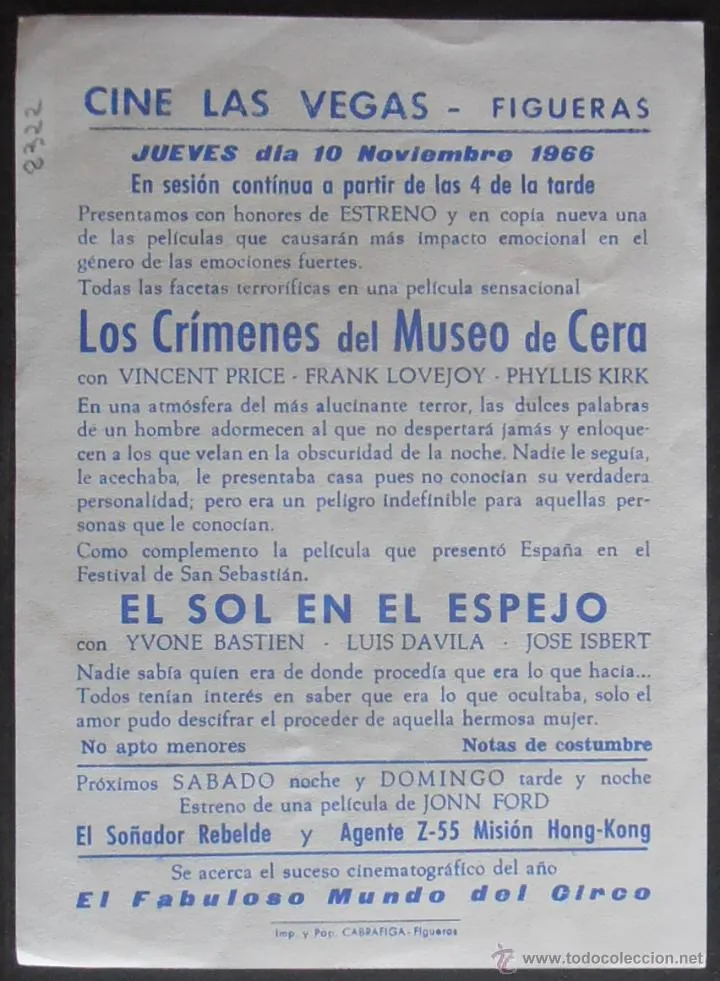 8322
CINE LAS VEGAS - FIGUERAS
JUEVES día 10 Noviembre 1966
En sesión contínua a partir de las 4 de la tarde
Presentamos con honores de ESTRENO y en copia nueva una
de las películas que causarán más impacto emocional en el
género de las emociones fuertes.
Todas las facetas terroríficas en una película sensacional
Los Crímenes del Museo de Cera
con VINCENT PRICE - FRANK LOVEJOY - PHYLLIS KIRK
En una atmósfera del más alucinante terror, las dulces palabras
de un hombre adormecen al que no despertará jamás y enloque-
cen a los que velan en la obscuridad de la noche. Nadie le seguía,
le acechaba, le presentaba casa pues no conocían su verdadera
personalidad; pero era un peligro indefinible para aquellas per-
sonas que le conocían.
Como complemento la película que presentó España en el
Festival de San Sebastián.
EL SOL EN EL ESPEJO
con YVONE BASTIEN - LUIS DAVILA - JOSE ISBERT
Nadie sabía quien era de donde procedía que era lo que hacía...
Todos tenían interés en saber que era lo que ocultaba, solo el
amor pudo descifrar el proceder de aquella hermosa mujer.
No apto menores Notas de costumbre
Próximos SABADO noche y DOMINGO tarde y noche
Estreno de una película de JONN FORD
El Soñador Rebelde y Agente Z-55 Misión Hong-Kong
Se acerca el suceso cinematográfico del año
El Fabuloso Mundo del Circo
Imp. y Pap. CABRAFIGA - Figueras
© www.todocoleccion.net